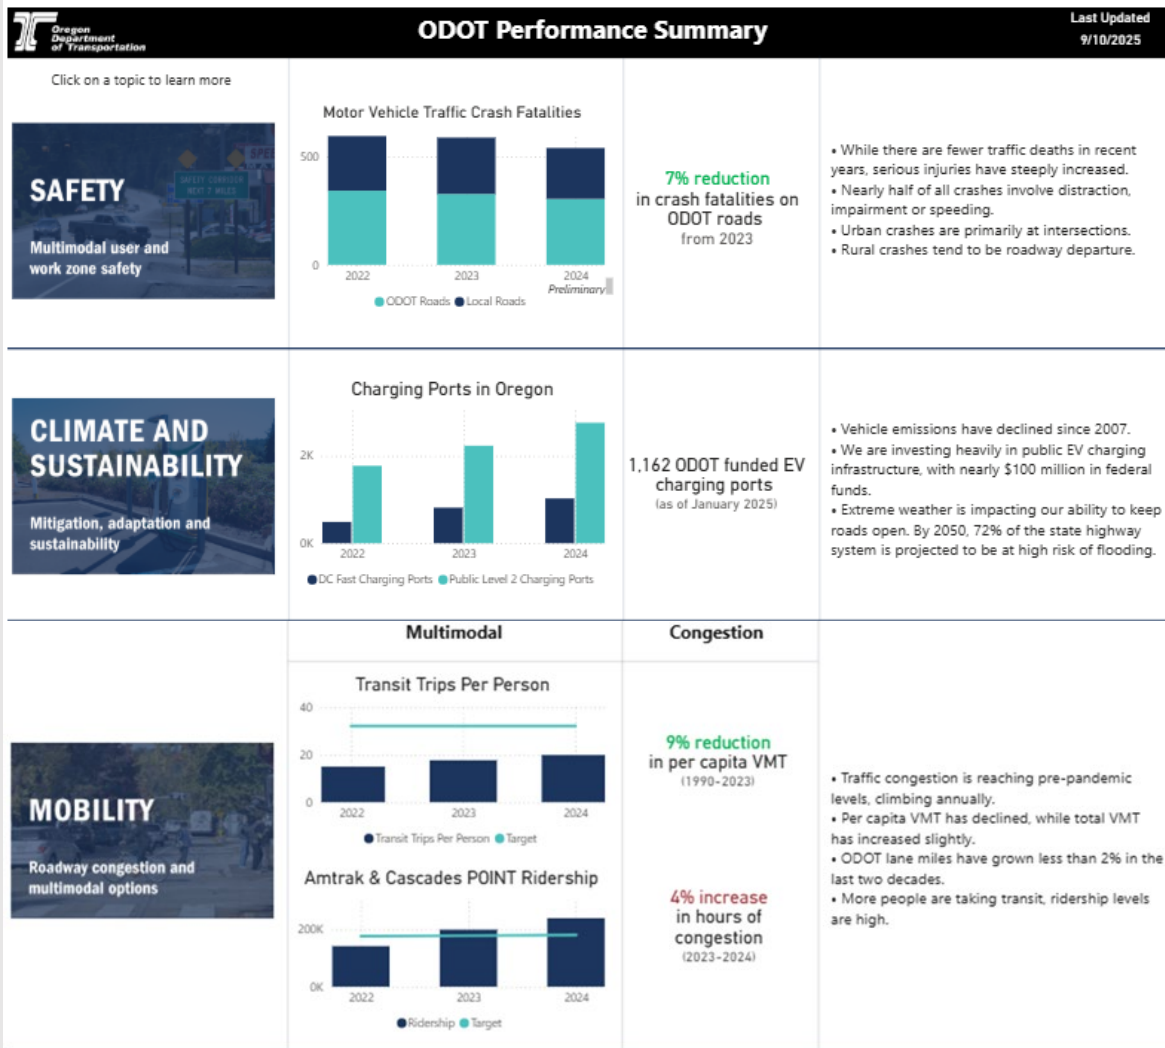 Oregon
Department
of Transportation
ODOT Performance Summary
Last Updated
9/10/2025
Click on a topic to learn more
SAFETY
Multimodal user and
work zone safety
SAFETY CORRIDOR
NEXT 7 MILES
Motor Vehicle Traffic Crash Fatalities
500
0
2022
2023
2024
Preliminary
ODOT Roads
Local Roads
7% reduction
in crash fatalities on
ODOT roads
from 2023
• While there are fewer traffic deaths in recent
years, serious injuries have steeply increased.
• Nearly half of all crashes involve distraction,
impairment or speeding.
• Urban crashes are primarily at intersections.
• Rural crashes tend to be roadway departure.
CLIMATE AND
SUSTAINABILITY
Mitigation, adaptation and
sustainability
Charging Ports in Oregon
2K
0K
2022
2023
2024
DC Fast Charging Ports
Public Level 2 Charging Ports
1,162 ODOT funded EV
charging ports
(as of January 2025)
• Vehicle emissions have declined since 2007.
• We are investing heavily in public EV charging
infrastructure, with nearly $100 million in federal
funds.
• Extreme weather is impacting our ability to keep
roads open. By 2050, 72% of the state highway
system is projected to be at high risk of flooding.
MOBILITY
Roadway congestion and
multimodal options
Multimodal
Transit Trips Per Person
40
20
0
2022
2023
2024
Transit Trips Per Person
Target
Amtrak & Cascades POINT Ridership
200K
0K
2022
2023
2024
Ridership
Target
Congestion
9% reduction
in per capita VMT
(1990-2023)
4% increase
in hours of
congestion
(2023-2024)
• Traffic congestion is reaching pre-pandemic
levels, climbing annually.
• Per capita VMT has declined, while total VMT
has increased slightly.
• ODOT lane miles have grown less than 2% in the
last two decades.
• More people are taking transit, ridership levels
are high.